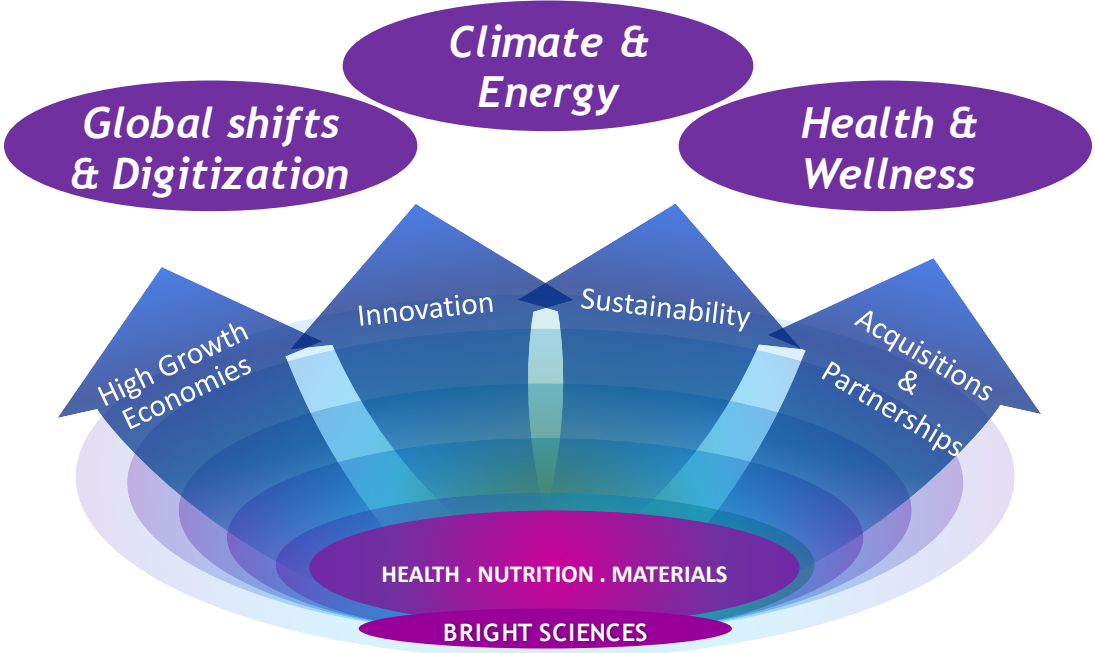 Climate &
Energy
Global shifts
& Digitization
Health &
Wellness
High Growth
Economies
Innovation
Sustainability
Acquisitions
&
Partnerships
HEALTH . NUTRITION . MATERIALS
BRIGHT SCIENCES